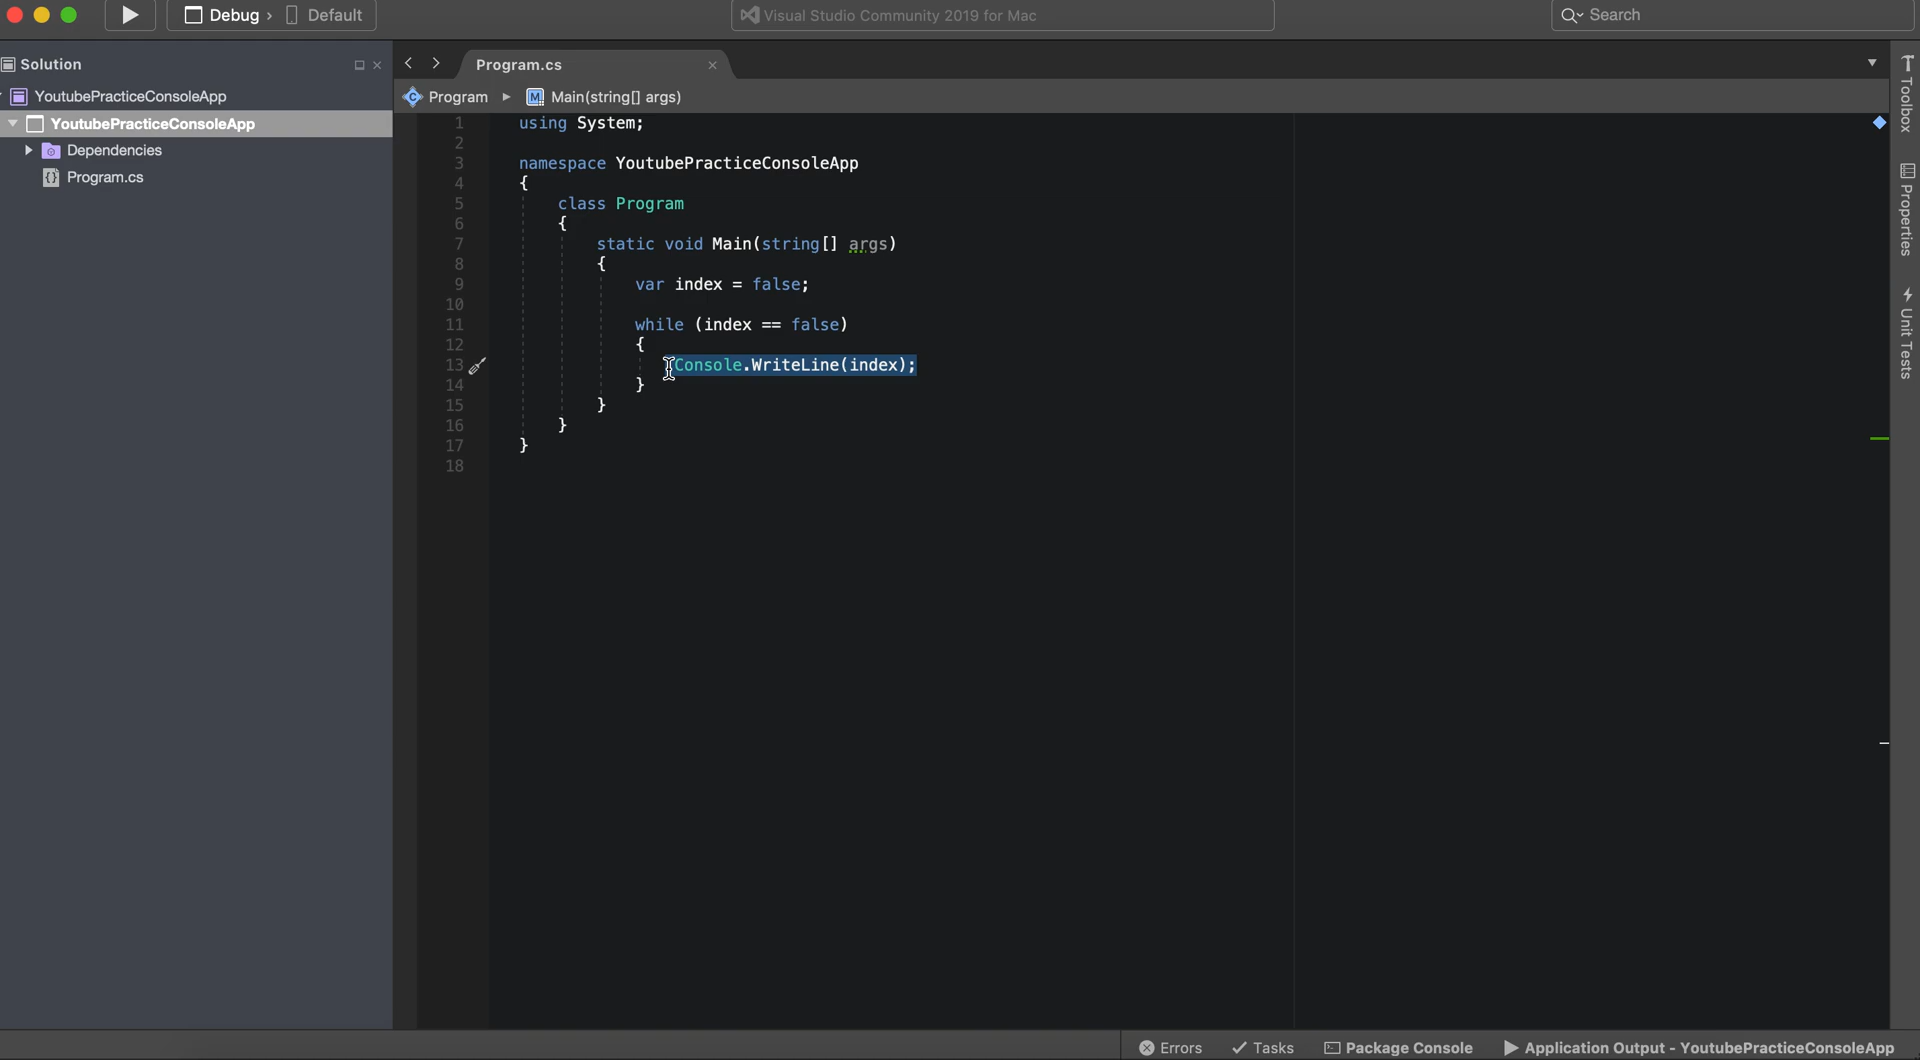 Debug › Default
Visual Studio Community 2019 for Mac
Search
Solution
YoutubePracticeConsoleApp
YoutubePracticeConsoleApp
Dependencies
Program.cs
Program.cs
Program ▸ Main(string[] args)
1 using System;
2
3 namespace YoutubePracticeConsoleApp
4 {
5 class Program
6 {
7 static void Main(string[] args)
8 {
9 var index = false;
10
11 while (index == false)
12 {
13 Console.WriteLine(index);
14 }
15 }
16 }
17 }
18
Toolbox
Properties
Unit Tests
Errors
Tasks
Package Console
Application Output - YoutubePracticeConsoleApp